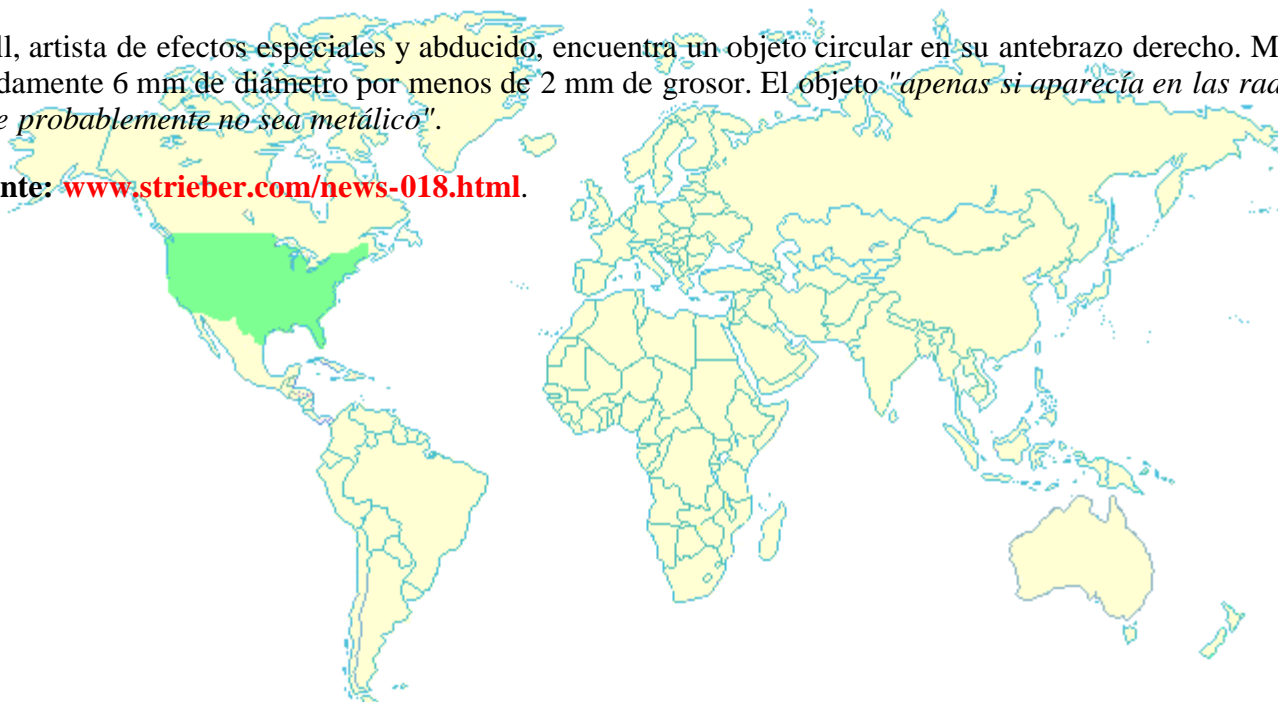 ll, artista de efectos especiales y abducido, encuentra un objeto circular en su antebrazo derecho. M
damente 6 mm de diámetro por menos de 2 mm de grosor. El objeto "apenas si aparecía en las rad
e probablemente no sea metálico".
nte: www.strieber.com/news-018.html.